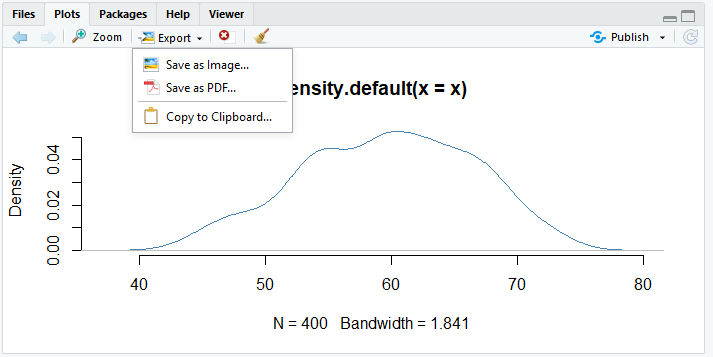 Files Plots Packages Help Viewer
Zoom Export Publish
Save as Image...
Save as PDF...
Copy to Clipboard...
ensity.default(x = x)
Density
0.00 0.02 0.04
40 50 60 70 80
N = 400 Bandwidth = 1.841